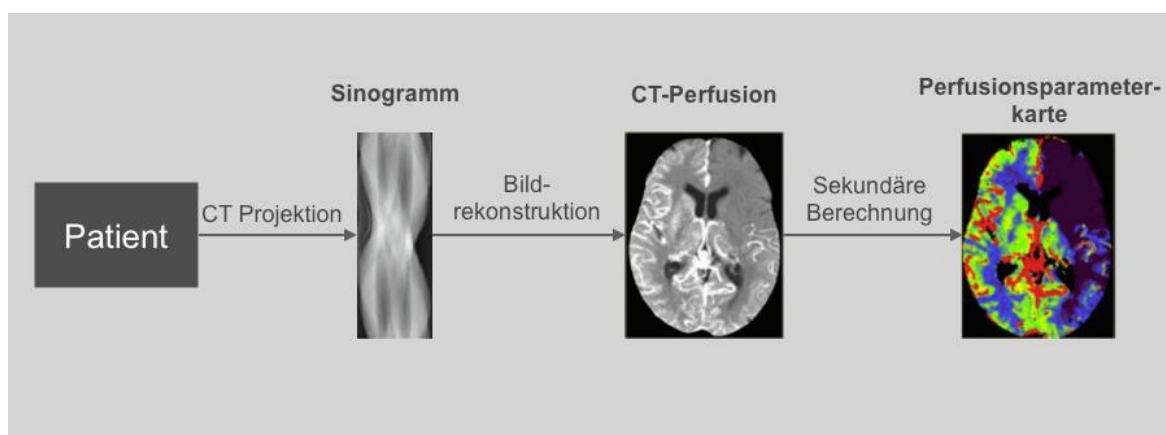 Patient
CT Projektion
Sinogramm
Bild-
rekonstruktion
CT-Perfusion
Sekundäre
Berechnung
Perfusionsparameter-
karte